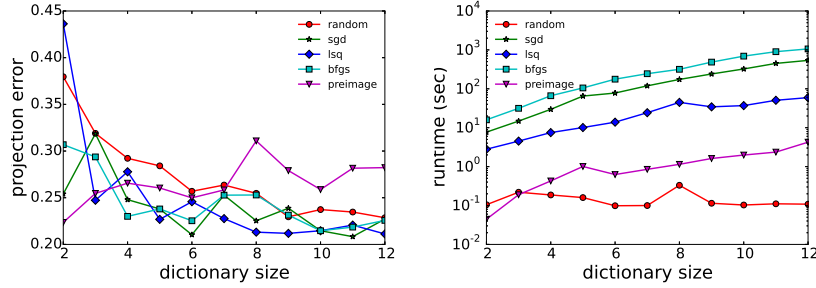 0.45
0.40
0.35
0.30
0.25
0.20
projection error
2
4
6
8
10
12
dictionary size
random
sgd
lsq
bfgs
preimage
10^4
10^3
10^2
10^1
10^0
10^-1
10^-2
runtime (sec)
2
4
6
8
10
12
dictionary size
random
sgd
lsq
bfgs
preimage